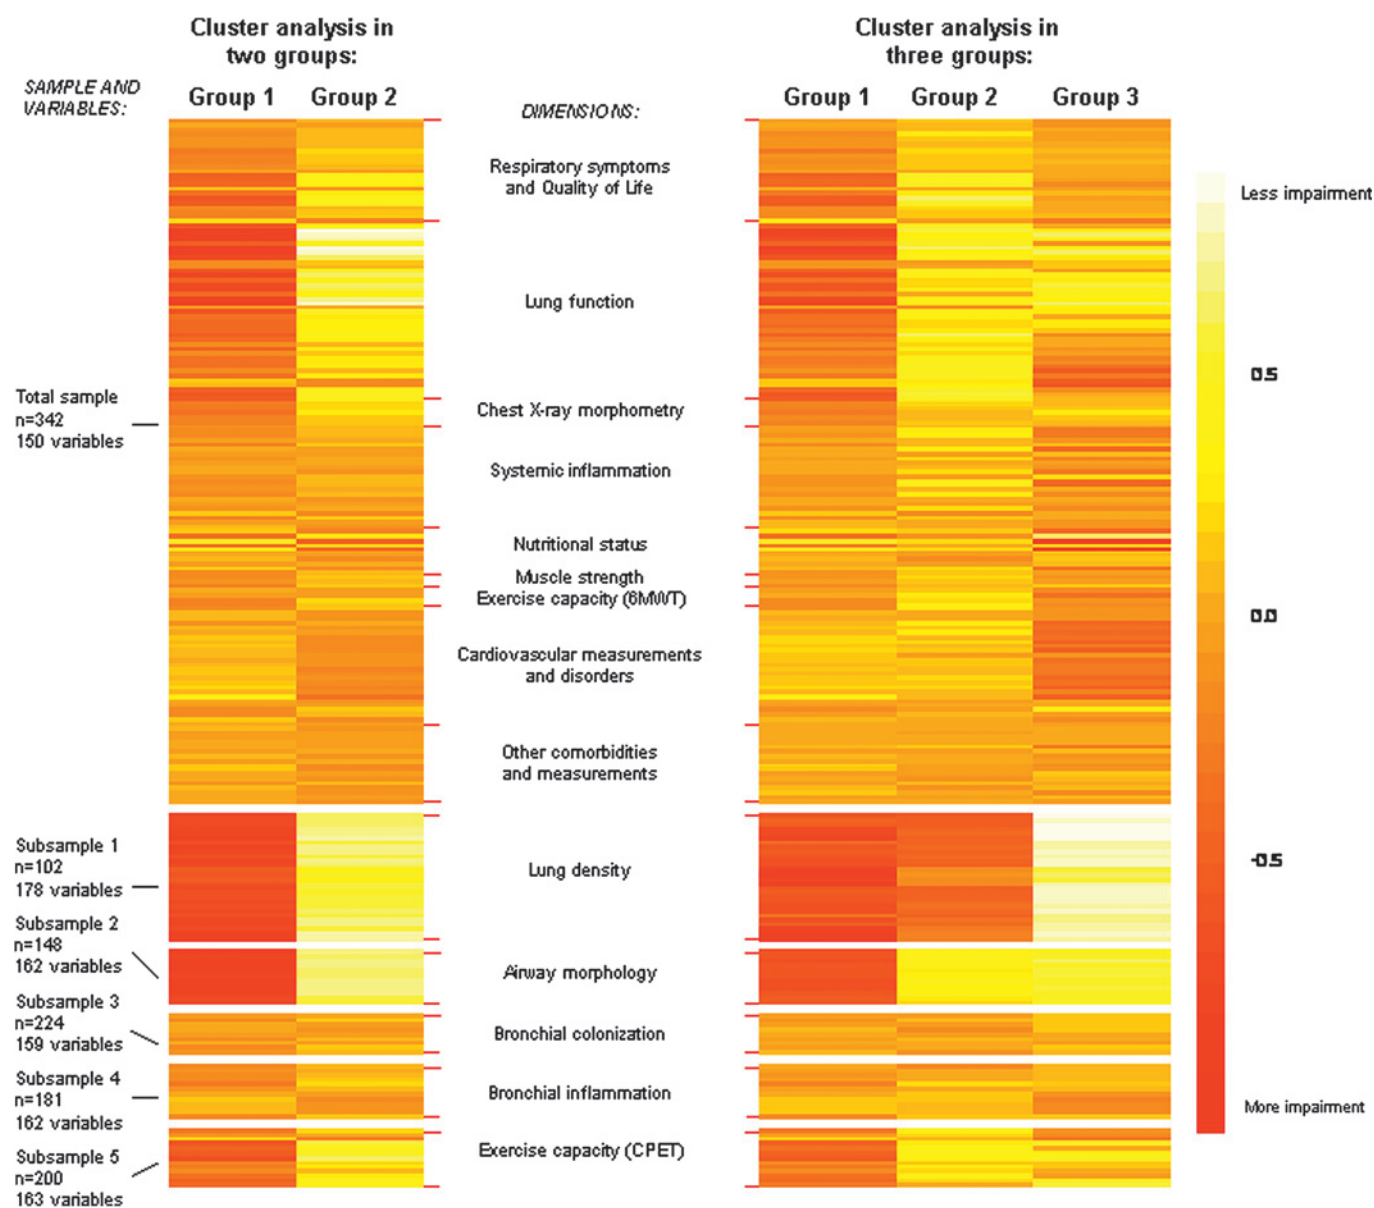 Cluster analysis in
two groups:
Cluster analysis in
three groups:
SAMPLE AND
VARIABLES:
Group 1
Group 2
DIMENSIONS:
Group 1
Group 2
Group 3
Respiratory symptoms
and Quality of Life
Lung function
Chest X-ray morphometry
Systemic inflammation
Nutritional status
Muscle strength
Exercise capacity (6MWT)
Cardiovascular measurements
and disorders
Other comorbidities
and measurements
Lung density
Airway morphology
Bronchial colonization
Bronchial inflammation
Exercise capacity (CPET)
Total sample
n=342
150 variables
Subsample 1
n=102
178 variables
Subsample 2
n=148
162 variables
Subsample 3
n=224
159 variables
Subsample 4
n=181
162 variables
Subsample 5
n=200
163 variables
Less impairment
0.5
0.0
-0.5
More impairment